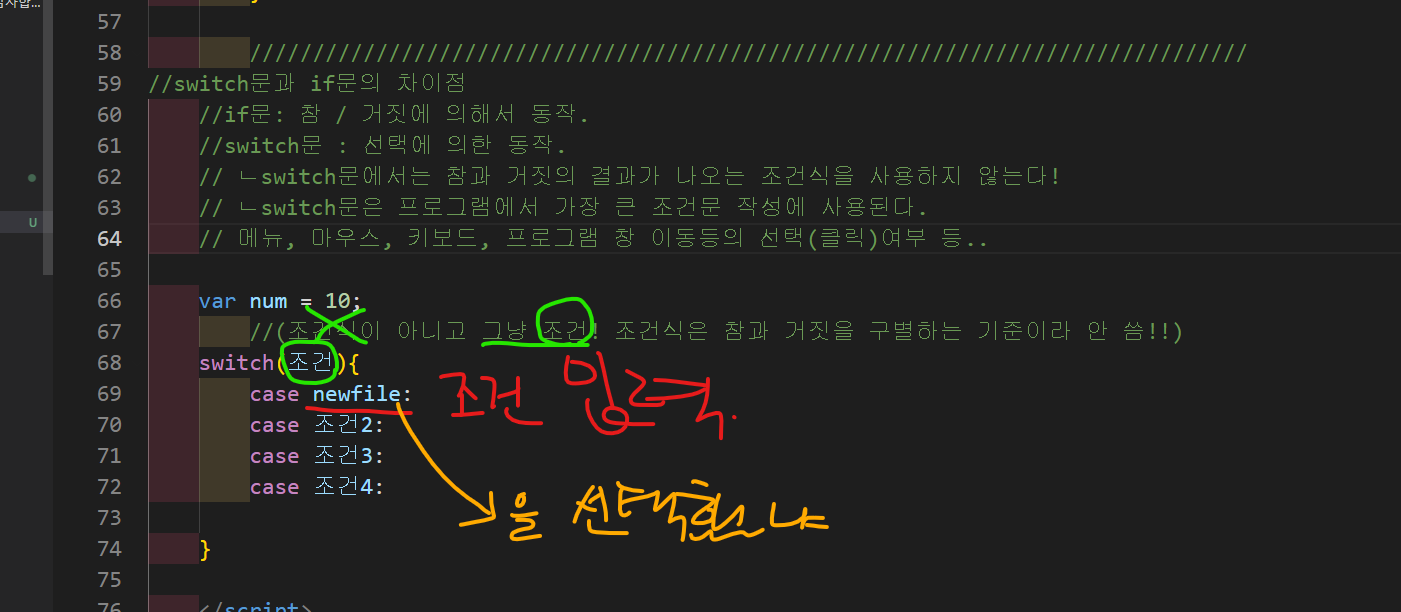 57
58 ////////////////////////////////////////////////////////////////////////////////
59 //switch문과 if문의 차이점
60 //if문: 참 / 거짓에 의해서 동작.
61 //switch문 : 선택에 의한 동작.
62 // ㄴswitch문에서는 참과 거짓의 결과가 나오는 조건식을 사용하지 않는다!
63 // ㄴswitch문은 프로그램에서 가장 큰 조건문 작성에 사용된다.
U
64 // 메뉴, 마우스, 키보드, 프로그램 창 이동등의 선택(클릭)여부 등..
65
66 var num = 10;
67 //(조건식이 아니고 그냥 조건! 조건식은 참과 거짓을 구별하는 기준이라 안 씀!!)
68 switch(조건){
69 case newfile:
조건 입력.
70 case 조건2:
71 case 조건3:
72 case 조건4:
을 선택했냐
73
74 }
75
76 </script>